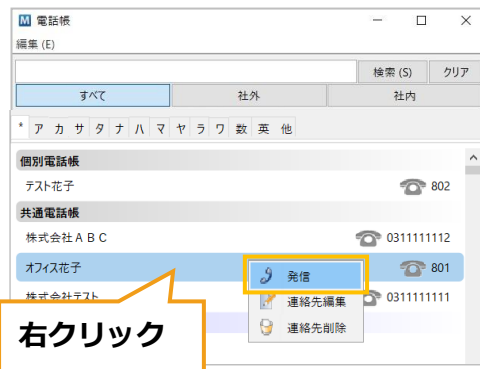 M 電話帳
編集 (E)
検索 (S) クリア
すべて 社外 社内
* ア カ サ タ ナ ハ マ ヤ ラ ワ 数 英 他
個別電話帳
テスト花子 802
共通電話帳
株式会社ＡＢＣ 0311111112
オフィス花子 801
発信
株式会社テスト 0311111111
連絡先編集
連絡先削除
右クリック